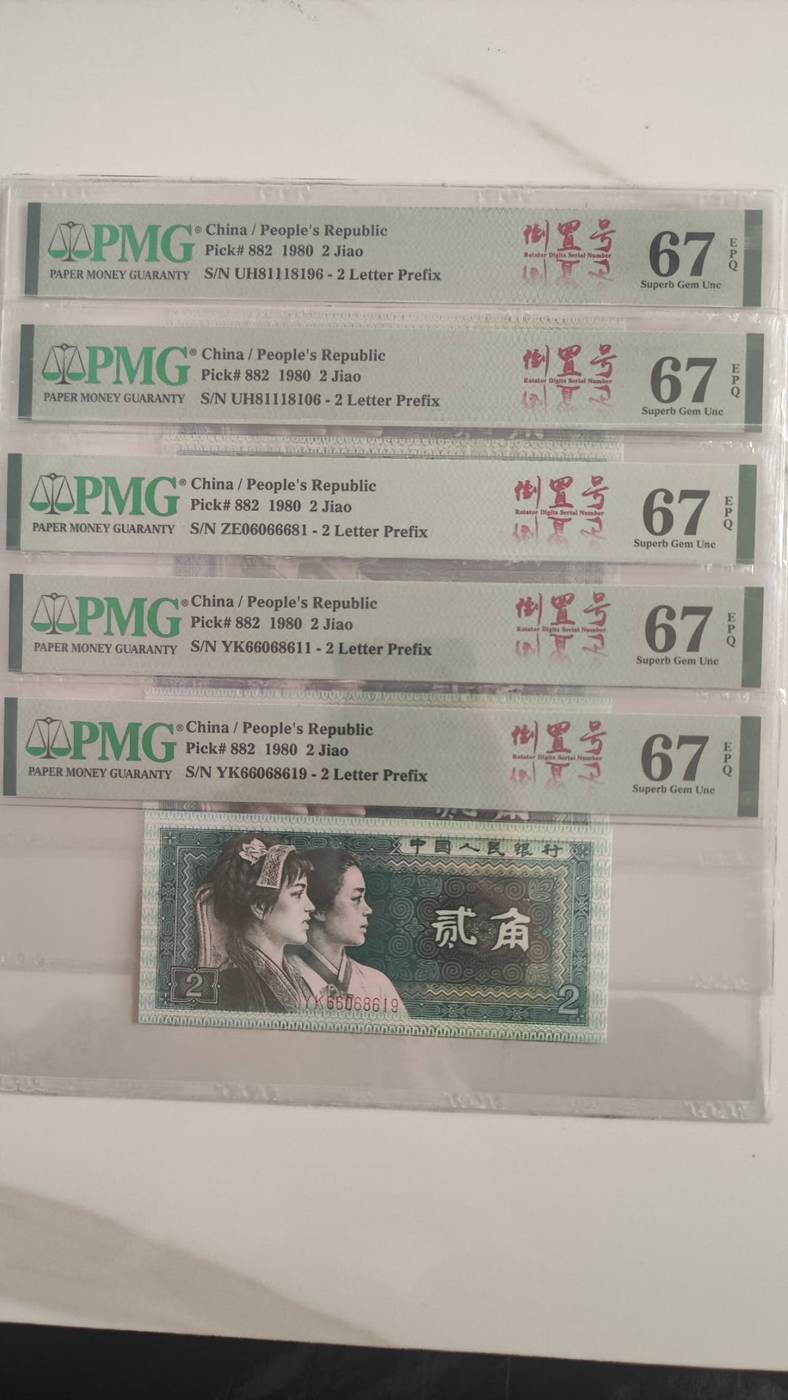 PMG® China / People's Republic
Pick# 882 1980 2 Jiao
PAPER MONEY GUARANTY S/N UH81118196 - 2 Letter Prefix
倒置号
Rotator Digits Serial Number
67 EPQ
Superb Gem Unc
PMG® China / People's Republic
Pick# 882 1980 2 Jiao
PAPER MONEY GUARANTY S/N UH81118106 - 2 Letter Prefix
倒置号
Rotator Digits Serial Number
67 EPQ
Superb Gem Unc
PMG® China / People's Republic
Pick# 882 1980 2 Jiao
PAPER MONEY GUARANTY S/N ZE06066681 - 2 Letter Prefix
倒置号
Rotator Digits Serial Number
67 EPQ
Superb Gem Unc
PMG® China / People's Republic
Pick# 882 1980 2 Jiao
PAPER MONEY GUARANTY S/N YK66068611 - 2 Letter Prefix
倒置号
Rotator Digits Serial Number
67 EPQ
Superb Gem Unc
PMG® China / People's Republic
Pick# 882 1980 2 Jiao
PAPER MONEY GUARANTY S/N YK66068619 - 2 Letter Prefix
倒置号
Rotator Digits Serial Number
67 EPQ
Superb Gem Unc
中国人民银行
贰角
2
YK66068619
2